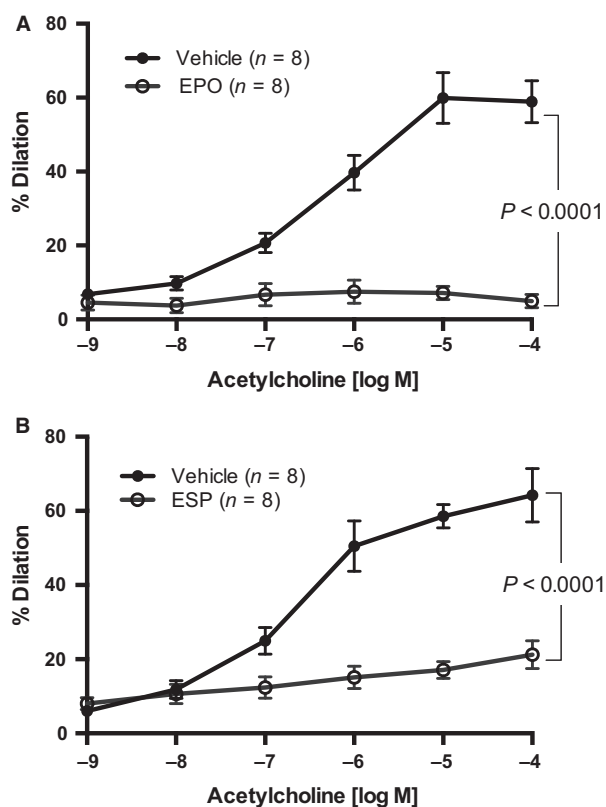 A
80
60
40
20
0
% Dilation
Vehicle (n = 8)
EPO (n = 8)
P < 0.0001
–9 –8 –7 –6 –5 –4
Acetylcholine [log M]
B
80
60
40
20
0
% Dilation
Vehicle (n = 8)
ESP (n = 8)
P < 0.0001
–9 –8 –7 –6 –5 –4
Acetylcholine [log M]